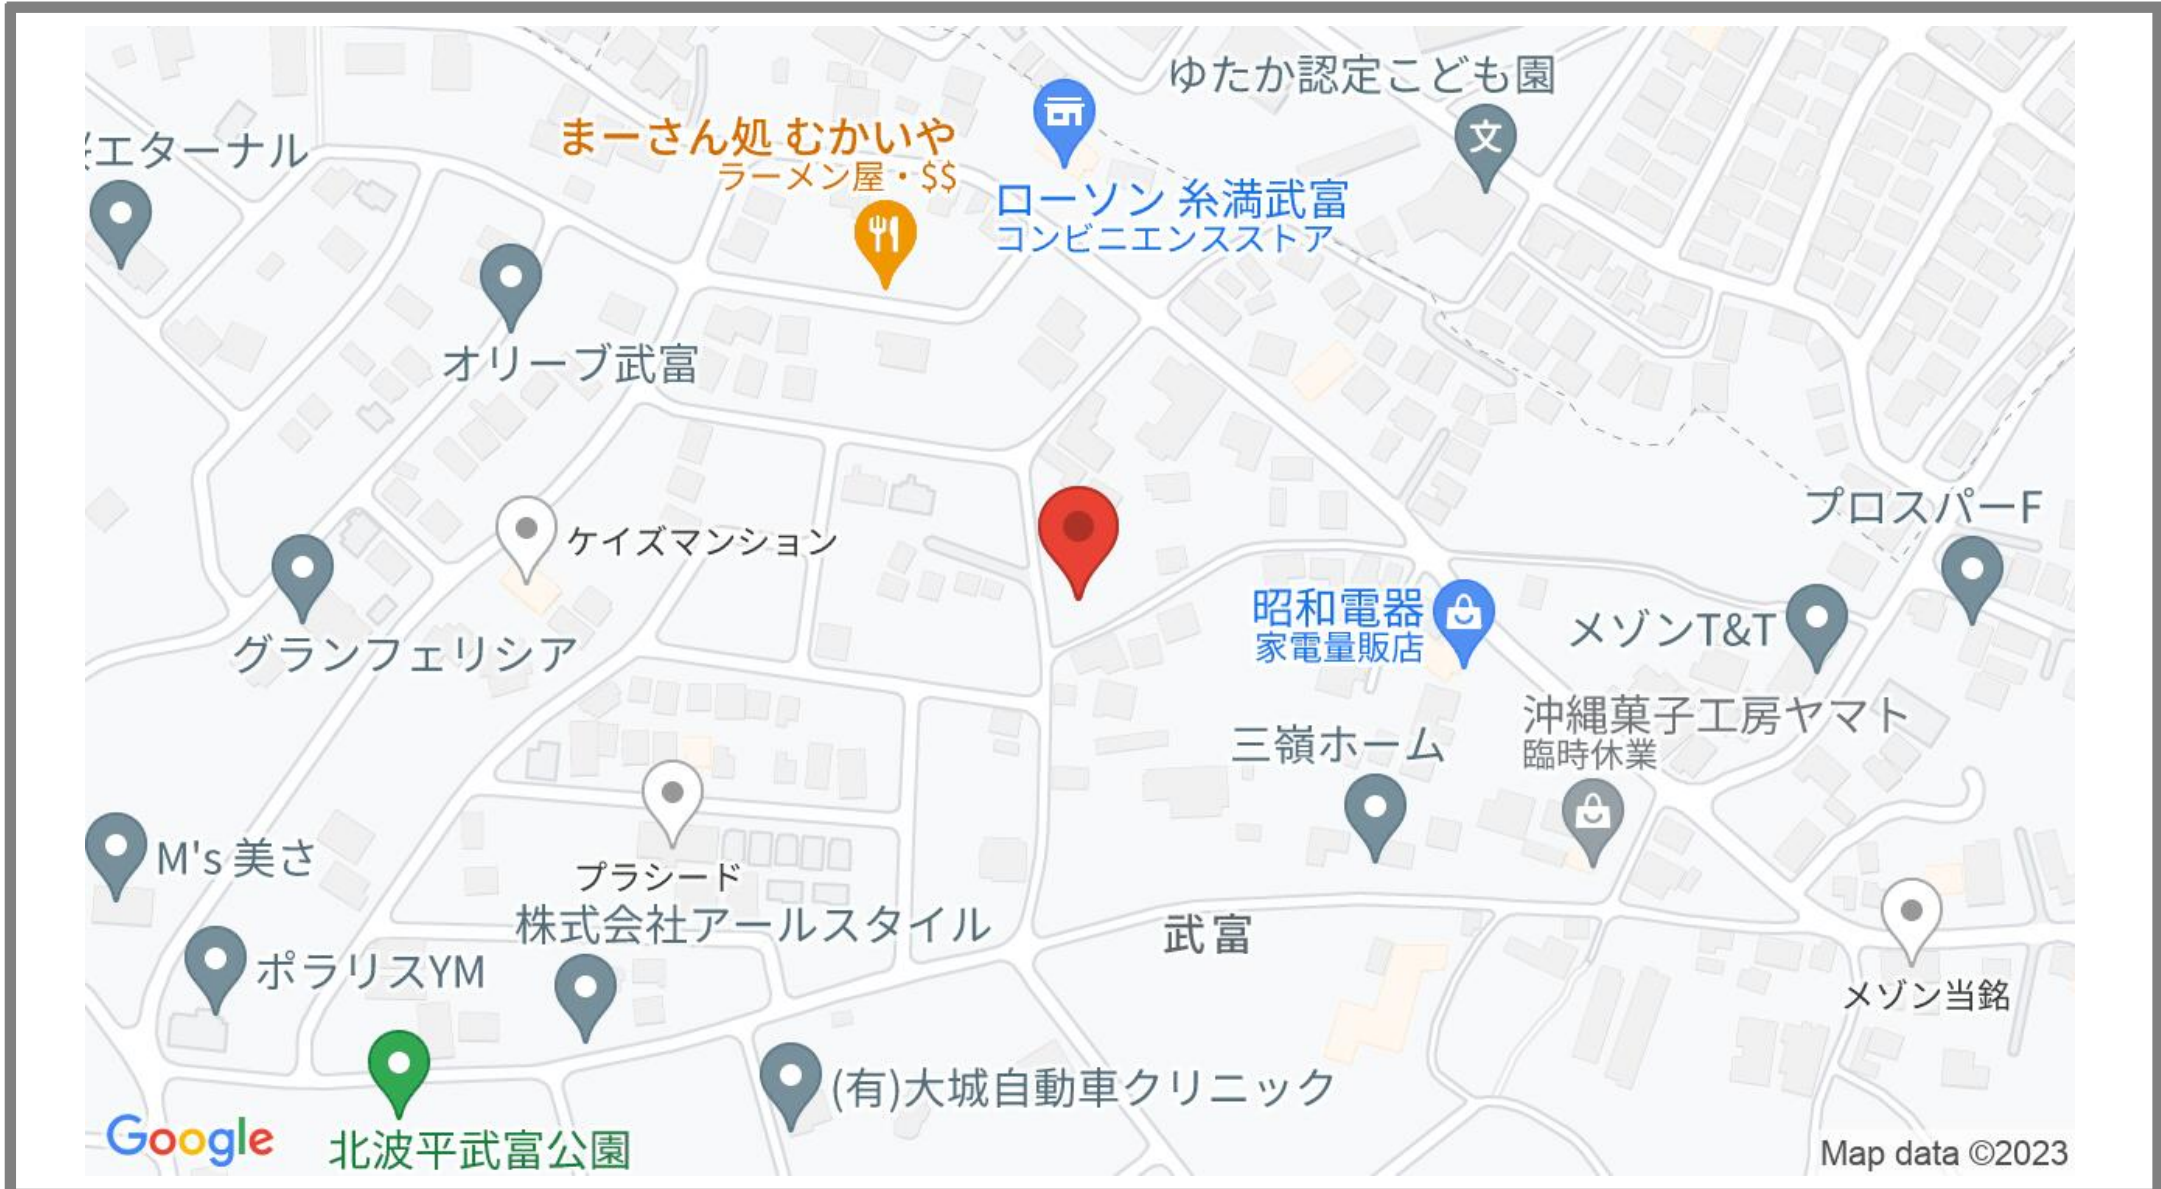 ゆたか認定こども園
まーさん処 むかいや
ラーメン屋・$$
エターナル
ローソン 糸満武富
コンビニエンスストア
オリーブ武富
プロスパーF
ケイズマンション
昭和電器
家電量販店
メゾンT&T
グランフェリシア
沖縄菓子工房ヤマト
臨時休業
三嶺ホーム
M's 美さ
プラシード
株式会社アールスタイル
武富
ポラリスYM
メゾン当銘
(有)大城自動車クリニック
Google
北波平武富公園
Map data ©2023
文